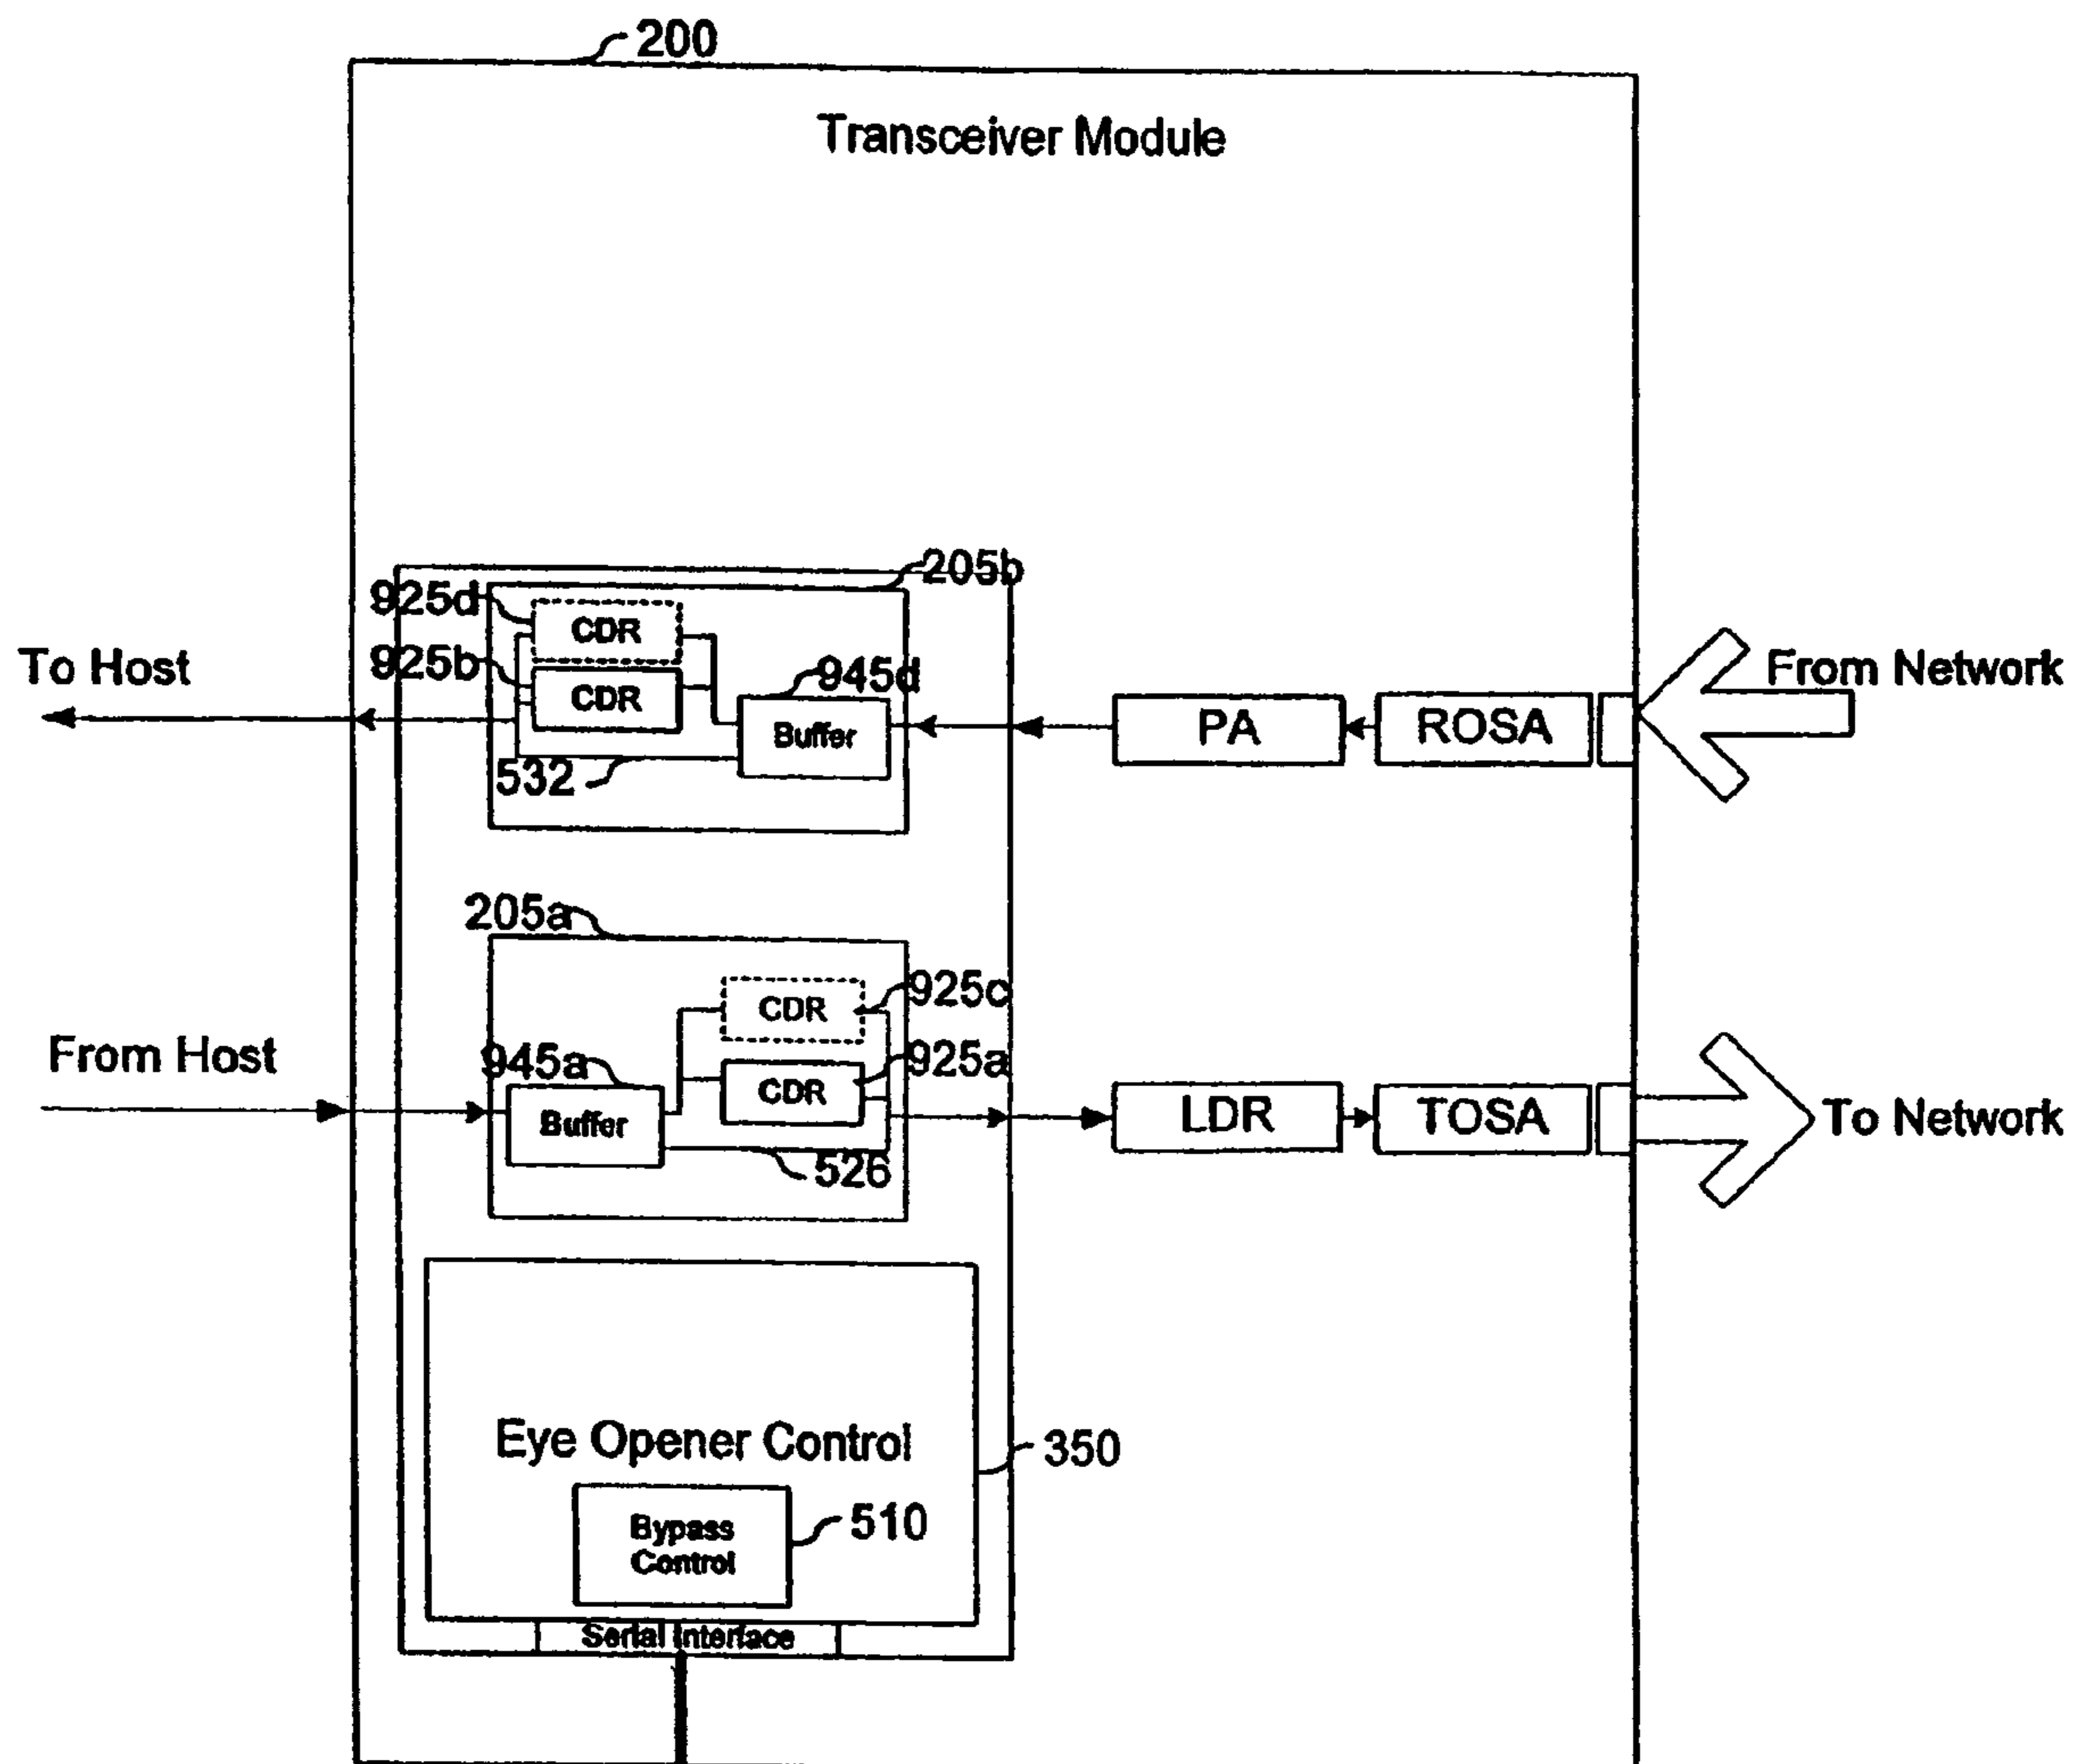 200
Transceiver Module
205b
925d
CDR
To Host
925b
CDR
945d
Buffer
PA
ROSA
From Network
532
205a
925c
CDR
From Host
945a
Buffer
925a
CDR
LDR
TOSA
To Network
526
Eye Opener Control
350
Bypass
Control
510
Serial Interface